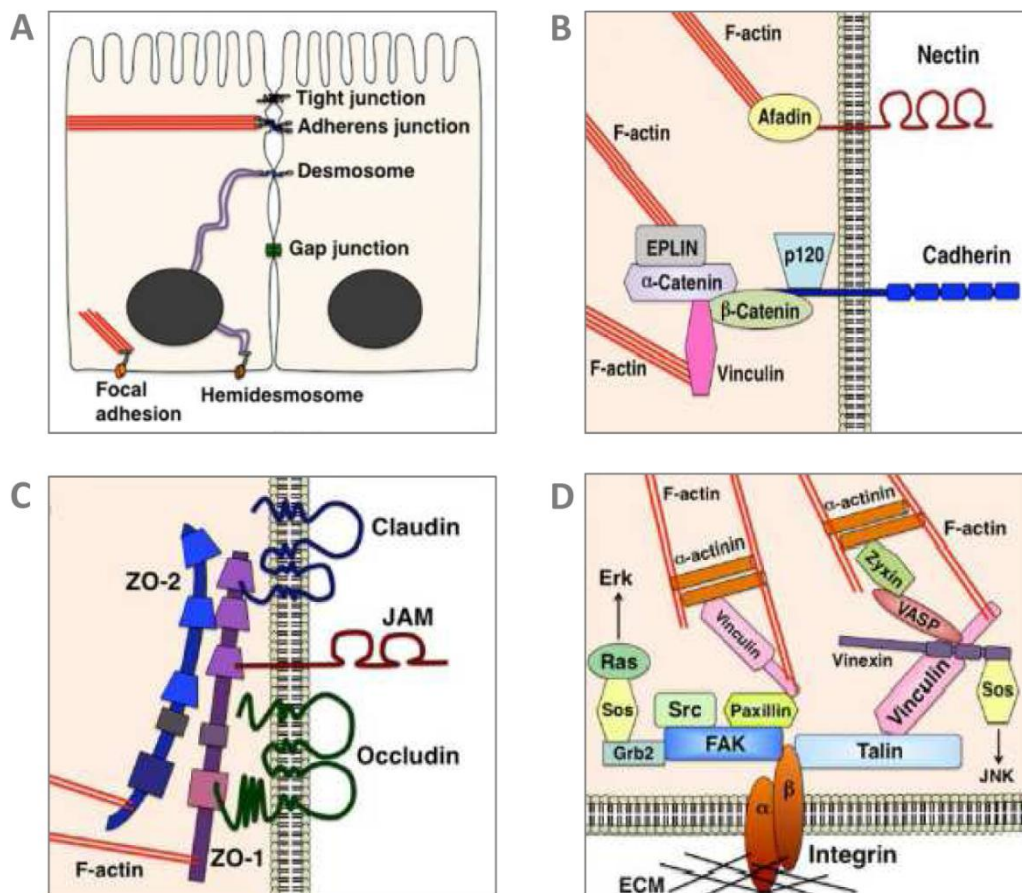 A
Tight junction
Adherens junction
Desmosome
Gap junction
Focal
adhesion
Hemidesmosome
B
F-actin
Nectin
Afadin
F-actin
EPLIN
p120
Cadherin
α-Catenin
β-Catenin
F-actin
Vinculin
C
Claudin
ZO-2
JAM
Occludin
ZO-1
F-actin
D
F-actin
α-actinin
F-actin
α-actinin
Zyxin
Erk
VASP
Vinculin
Vinexin
Ras
Sos
Src
Paxillin
Vinculin
Sos
Grb2
FAK
Talin
JNK
α
β
Integrin
ECM